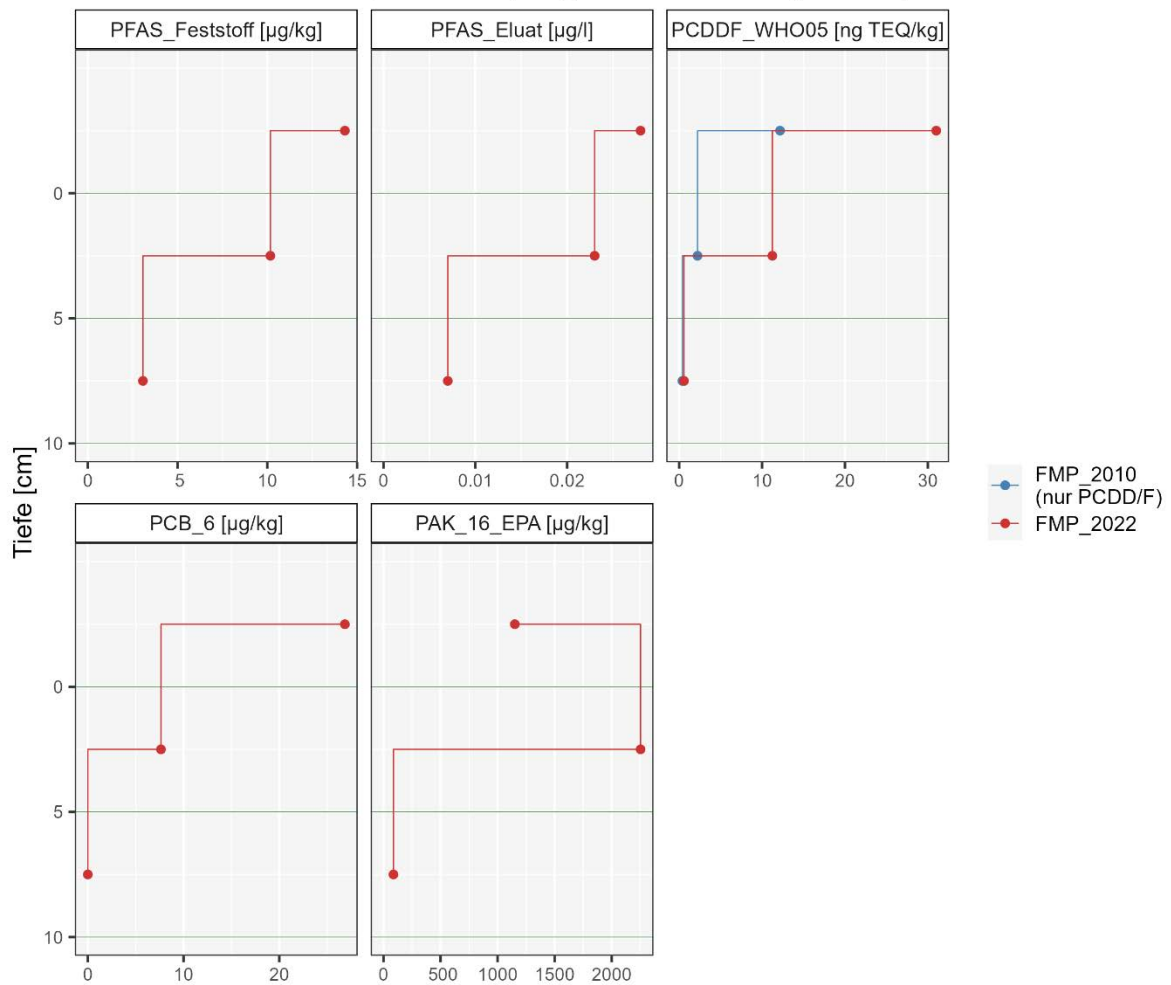 PFAS_Feststoff [µg/kg]
PFAS_Eluat [µg/l]
PCDDF_WHO05 [ng TEQ/kg]
0
5
10
0
5
10
15
0
0.01
0.02
0
10
20
30
Tiefe [cm]
FMP_2010
(nur PCDD/F)
FMP_2022
PCB_6 [µg/kg]
PAK_16_EPA [µg/kg]
0
5
10
0
10
20
0
500
1000
1500
2000